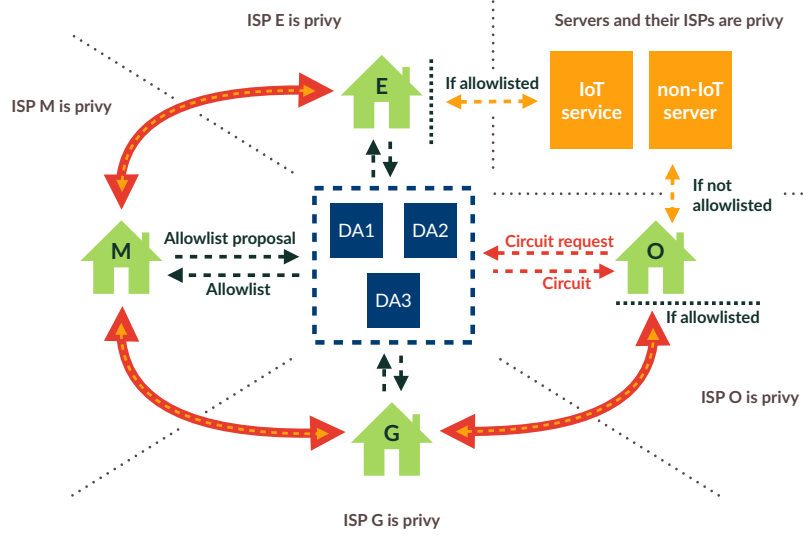 ISP E is privy
Servers and their ISPs are privy
ISP M is privy
E
If allowlisted
IoT
service
non-IoT
server
If not
allowlisted
M
Allowlist proposal
Allowlist
DA1
DA2
DA3
Circuit request
Circuit
O
If allowlisted
ISP O is privy
G
ISP G is privy